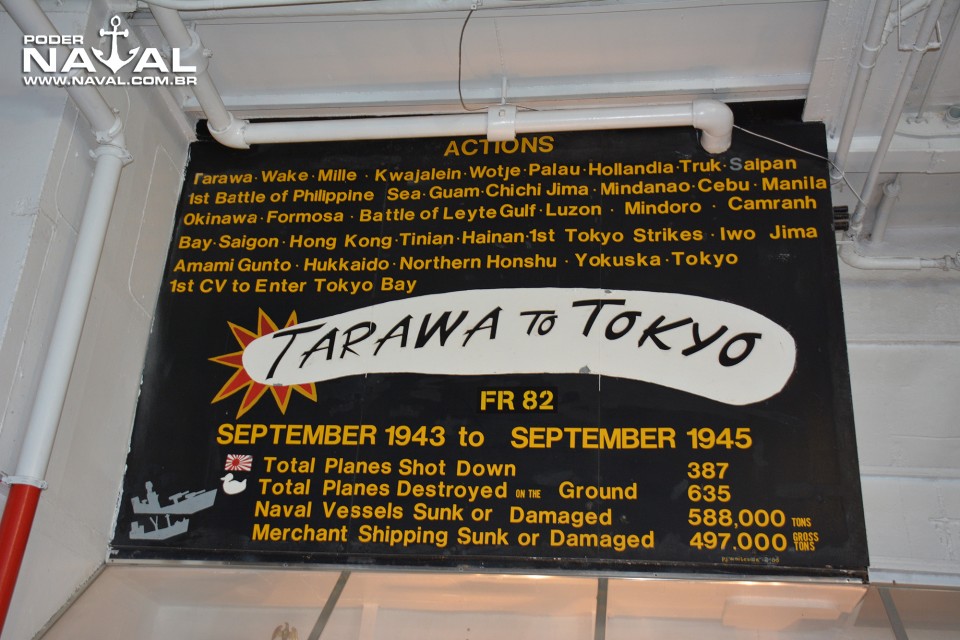 PODER
NAVAL
WWW.NAVAL.COM.BR
ACTIONS
Tarawa·Wake·Mille · Kwajalein·Wotje·Palau·Hollandia·Truk·Saipan
1st Battle of Philippine Sea·Guam·Chichi Jima·Mindanao·Cebu·Manila
Okinawa·Formosa·Battle of Leyte Gulf·Luzon · Mindoro · Camranh
Bay·Saigon·Hong Kong·Tinian·Hainan·1st Tokyo Strikes·Iwo Jima
Amami Gunto·Hukkaido·Northern Honshu · Yokuska·Tokyo
1st CV to Enter Tokyo Bay
TARAWA TO TOKYO
FR 82
SEPTEMBER 1943 to SEPTEMBER 1945
Total Planes Shot Down 387
Total Planes Destroyed ON THE Ground 635
Naval Vessels Sunk or Damaged 588,000 TONS
Merchant Shipping Sunk or Damaged 497,000 GROSS TONS